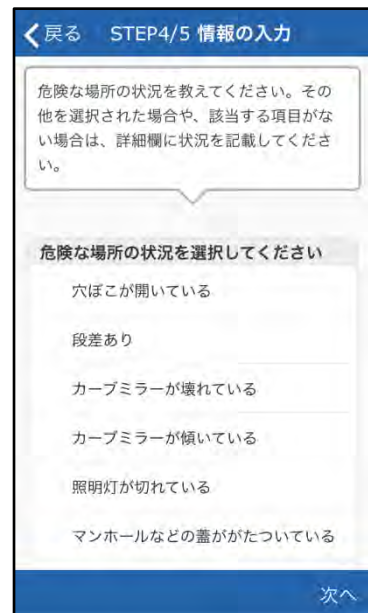 戻る STEP4/5 情報の入力
危険な場所の状況を教えてください。その
他を選択された場合や、該当する項目がな
い場合は、詳細欄に状況を記載してくださ
い。
危険な場所の状況を選択してください
穴ぼこが開いている
段差あり
カーブミラーが壊れている
カーブミラーが傾いている
照明灯が切れている
マンホールなどの蓋ががたついている
次へ